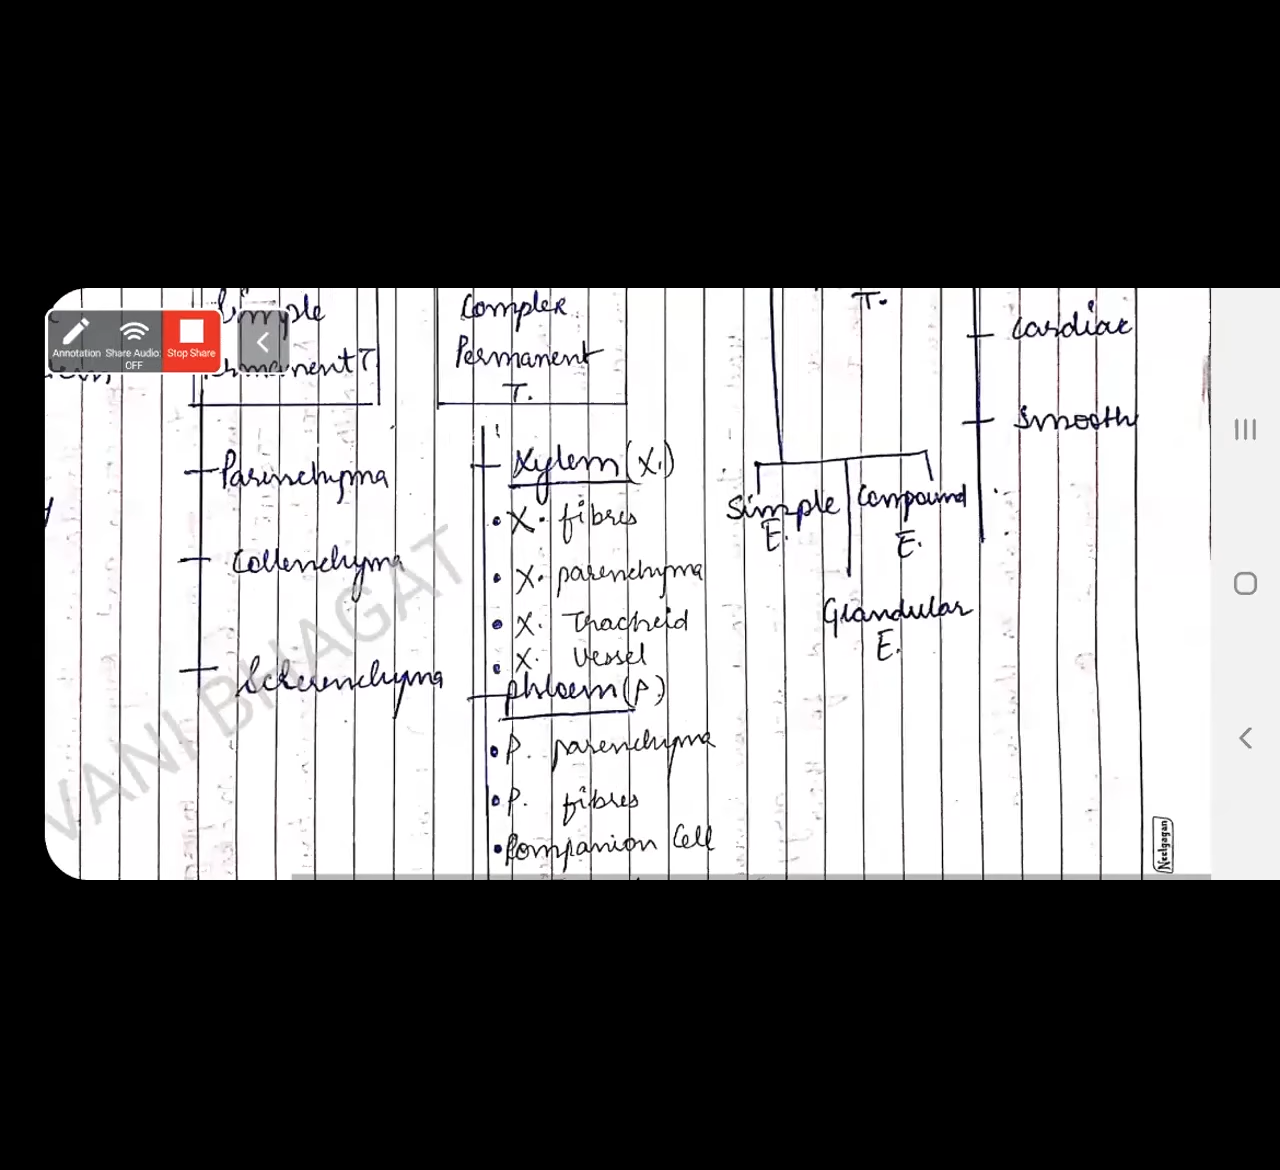 Simple
Permanent T
Parenchyma
Collenchyma
Sclerenchyma
Complex
Permanent
T.
Xylem (X.)
• X. fibres
• X. parenchyma
• X. Tracheid
• X. vessel
Phloem (P.)
• P. parenchyma
• P. fibres
• Companion Cell
T.
Simple
E.
Compound
E.
Glandular
E.
Cardiac
Smooth
Annotation
Share Audio:
OFF
Stop Share
VANI BHAGAT
Neelgagan